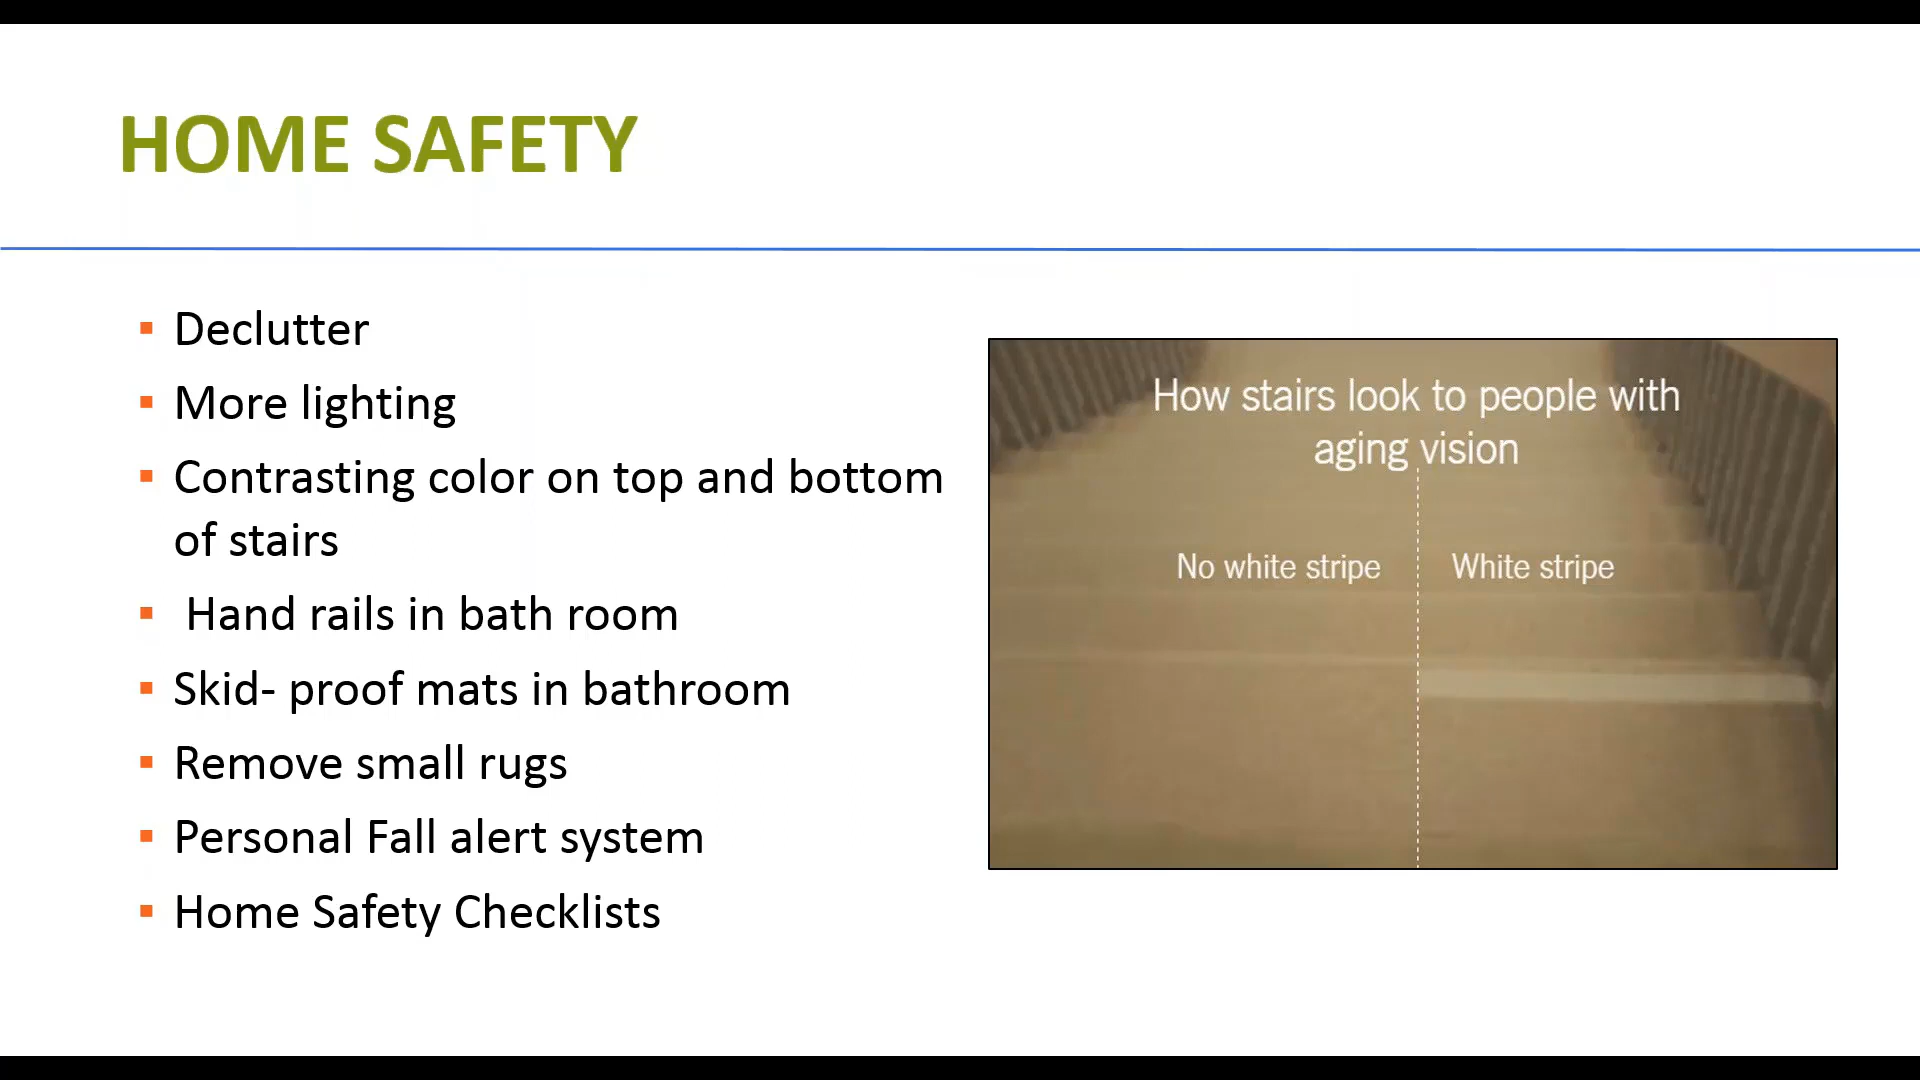 HOME SAFETY
Declutter
More lighting
Contrasting color on top and bottom
of stairs
Hand rails in bath room
Skid- proof mats in bathroom
Remove small rugs
Personal Fall alert system
Home Safety Checklists
How stairs look to people with
aging vision
No white stripe
White stripe